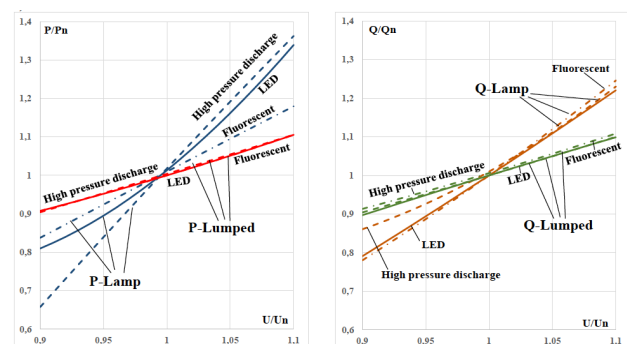 1,4
P/Pn
1,3
1,2
1,1
1
0,9
0,8
0,7
0,6
High pressure discharge
LED
Fluorescent
Fluorescent
High pressure discharge
LED
P-Lumped
P-Lamp
U/Un
0,9
0,95
1
1,05
1,1
1,4
Q/Qn
1,3
1,2
1,1
1
0,9
0,8
0,7
0,6
Fluorescent
Q-Lamp
High pressure discharge
LED
Fluorescent
Q-Lumped
LED
High pressure discharge
U/Un
0,9
0,95
1
1,05
1,1